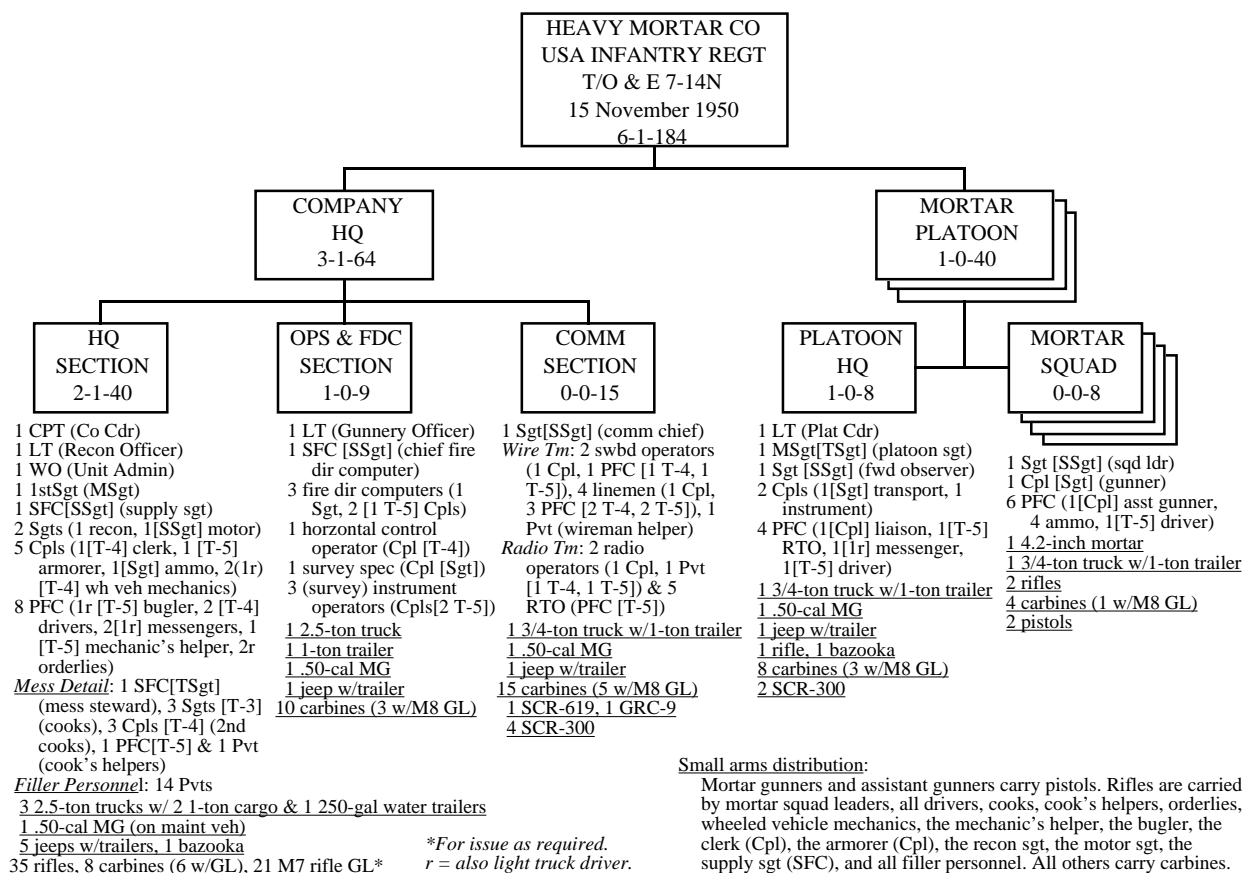 HEAVY MORTAR CO
USA INFANTRY REGT
T/O & E 7-14N
15 November 1950
6-1-184
COMPANY
HQ
3-1-64
MORTAR
PLATOON
1-0-40
HQ
SECTION
2-1-40
OPS & FDC
SECTION
1-0-9
COMM
SECTION
0-0-15
PLATOON
HQ
1-0-8
MORTAR
SQUAD
0-0-8
1 CPT (Co Cdr)
1 LT (Recon Officer)
1 WO (Unit Admin)
1 1stSgt (MSgt)
1 SFC[SSgt] (supply sgt)
2 Sgts (1 recon, 1[SSgt] motor)
5 Cpls (1[T-4] clerk, 1 [T-5]
armorer, 1[Sgt] ammo, 2(1r)
[T-4] wh veh mechanics)
8 PFC (1r [T-5] bugler, 2 [T-4]
drivers, 2[1r] messengers, 1
[T-5] mechanic's helper, 2r
orderlies)
Mess Detail: 1 SFC[TSgt]
(mess steward), 3 Sgts [T-3]
(cooks), 3 Cpls [T-4] (2nd
cooks), 1 PFC[T-5] & 1 Pvt
(cook's helpers)
Filler Personnel: 14 Pvts
3 2.5-ton trucks w/ 2 1-ton cargo & 1 250-gal water trailers
1 .50-cal MG (on maint veh)
5 jeeps w/trailers, 1 bazooka
35 rifles, 8 carbines (6 w/GL), 21 M7 rifle GL*
1 LT (Gunnery Officer)
1 SFC [SSgt] (chief fire
dir computer)
3 fire dir computers (1
Sgt, 2 [1 T-5] Cpls)
1 horzontal control
operator (Cpl [T-4])
1 survey spec (Cpl [Sgt])
3 (survey) instrument
operators (Cpls[2 T-5])
1 2.5-ton truck
1 1-ton trailer
1 .50-cal MG
1 jeep w/trailer
10 carbines (3 w/M8 GL)
1 Sgt[SSgt] (comm chief)
Wire Tm: 2 swbd operators
(1 Cpl, 1 PFC [1 T-4, 1
T-5]), 4 linemen (1 Cpl,
3 PFC [2 T-4, 2 T-5]), 1
Pvt (wireman helper)
Radio Tm: 2 radio
operators (1 Cpl, 1 Pvt
[1 T-4, 1 T-5]) & 5
RTO (PFC [T-5])
1 3/4-ton truck w/1-ton trailer
1 .50-cal MG
1 jeep w/trailer
15 carbines (5 w/M8 GL)
1 SCR-619, 1 GRC-9
4 SCR-300
1 LT (Plat Cdr)
1 MSgt[TSgt] (platoon sgt)
1 Sgt [SSgt] (fwd observer)
2 Cpls (1[Sgt] transport, 1
instrument)
4 PFC (1[Cpl] liaison, 1[T-5]
RTO, 1[1r] messenger,
1[T-5] driver)
1 3/4-ton truck w/1-ton trailer
1 .50-cal MG
1 jeep w/trailer
1 rifle, 1 bazooka
8 carbines (3 w/M8 GL)
2 SCR-300
1 Sgt [SSgt] (sqd ldr)
1 Cpl [Sgt] (gunner)
6 PFC (1[Cpl] asst gunner,
4 ammo, 1[T-5] driver)
1 4.2-inch mortar
1 3/4-ton truck w/1-ton trailer
2 rifles
4 carbines (1 w/M8 GL)
2 pistols
*For issue as required.
r = also light truck driver.
Small arms distribution:
Mortar gunners and assistant gunners carry pistols. Rifles are carried
by mortar squad leaders, all drivers, cooks, cook's helpers, orderlies,
wheeled vehicle mechanics, the mechanic's helper, the bugler, the
clerk (Cpl), the armorer (Cpl), the recon sgt, the motor sgt, the
supply sgt (SFC), and all filler personnel. All others carry carbines.